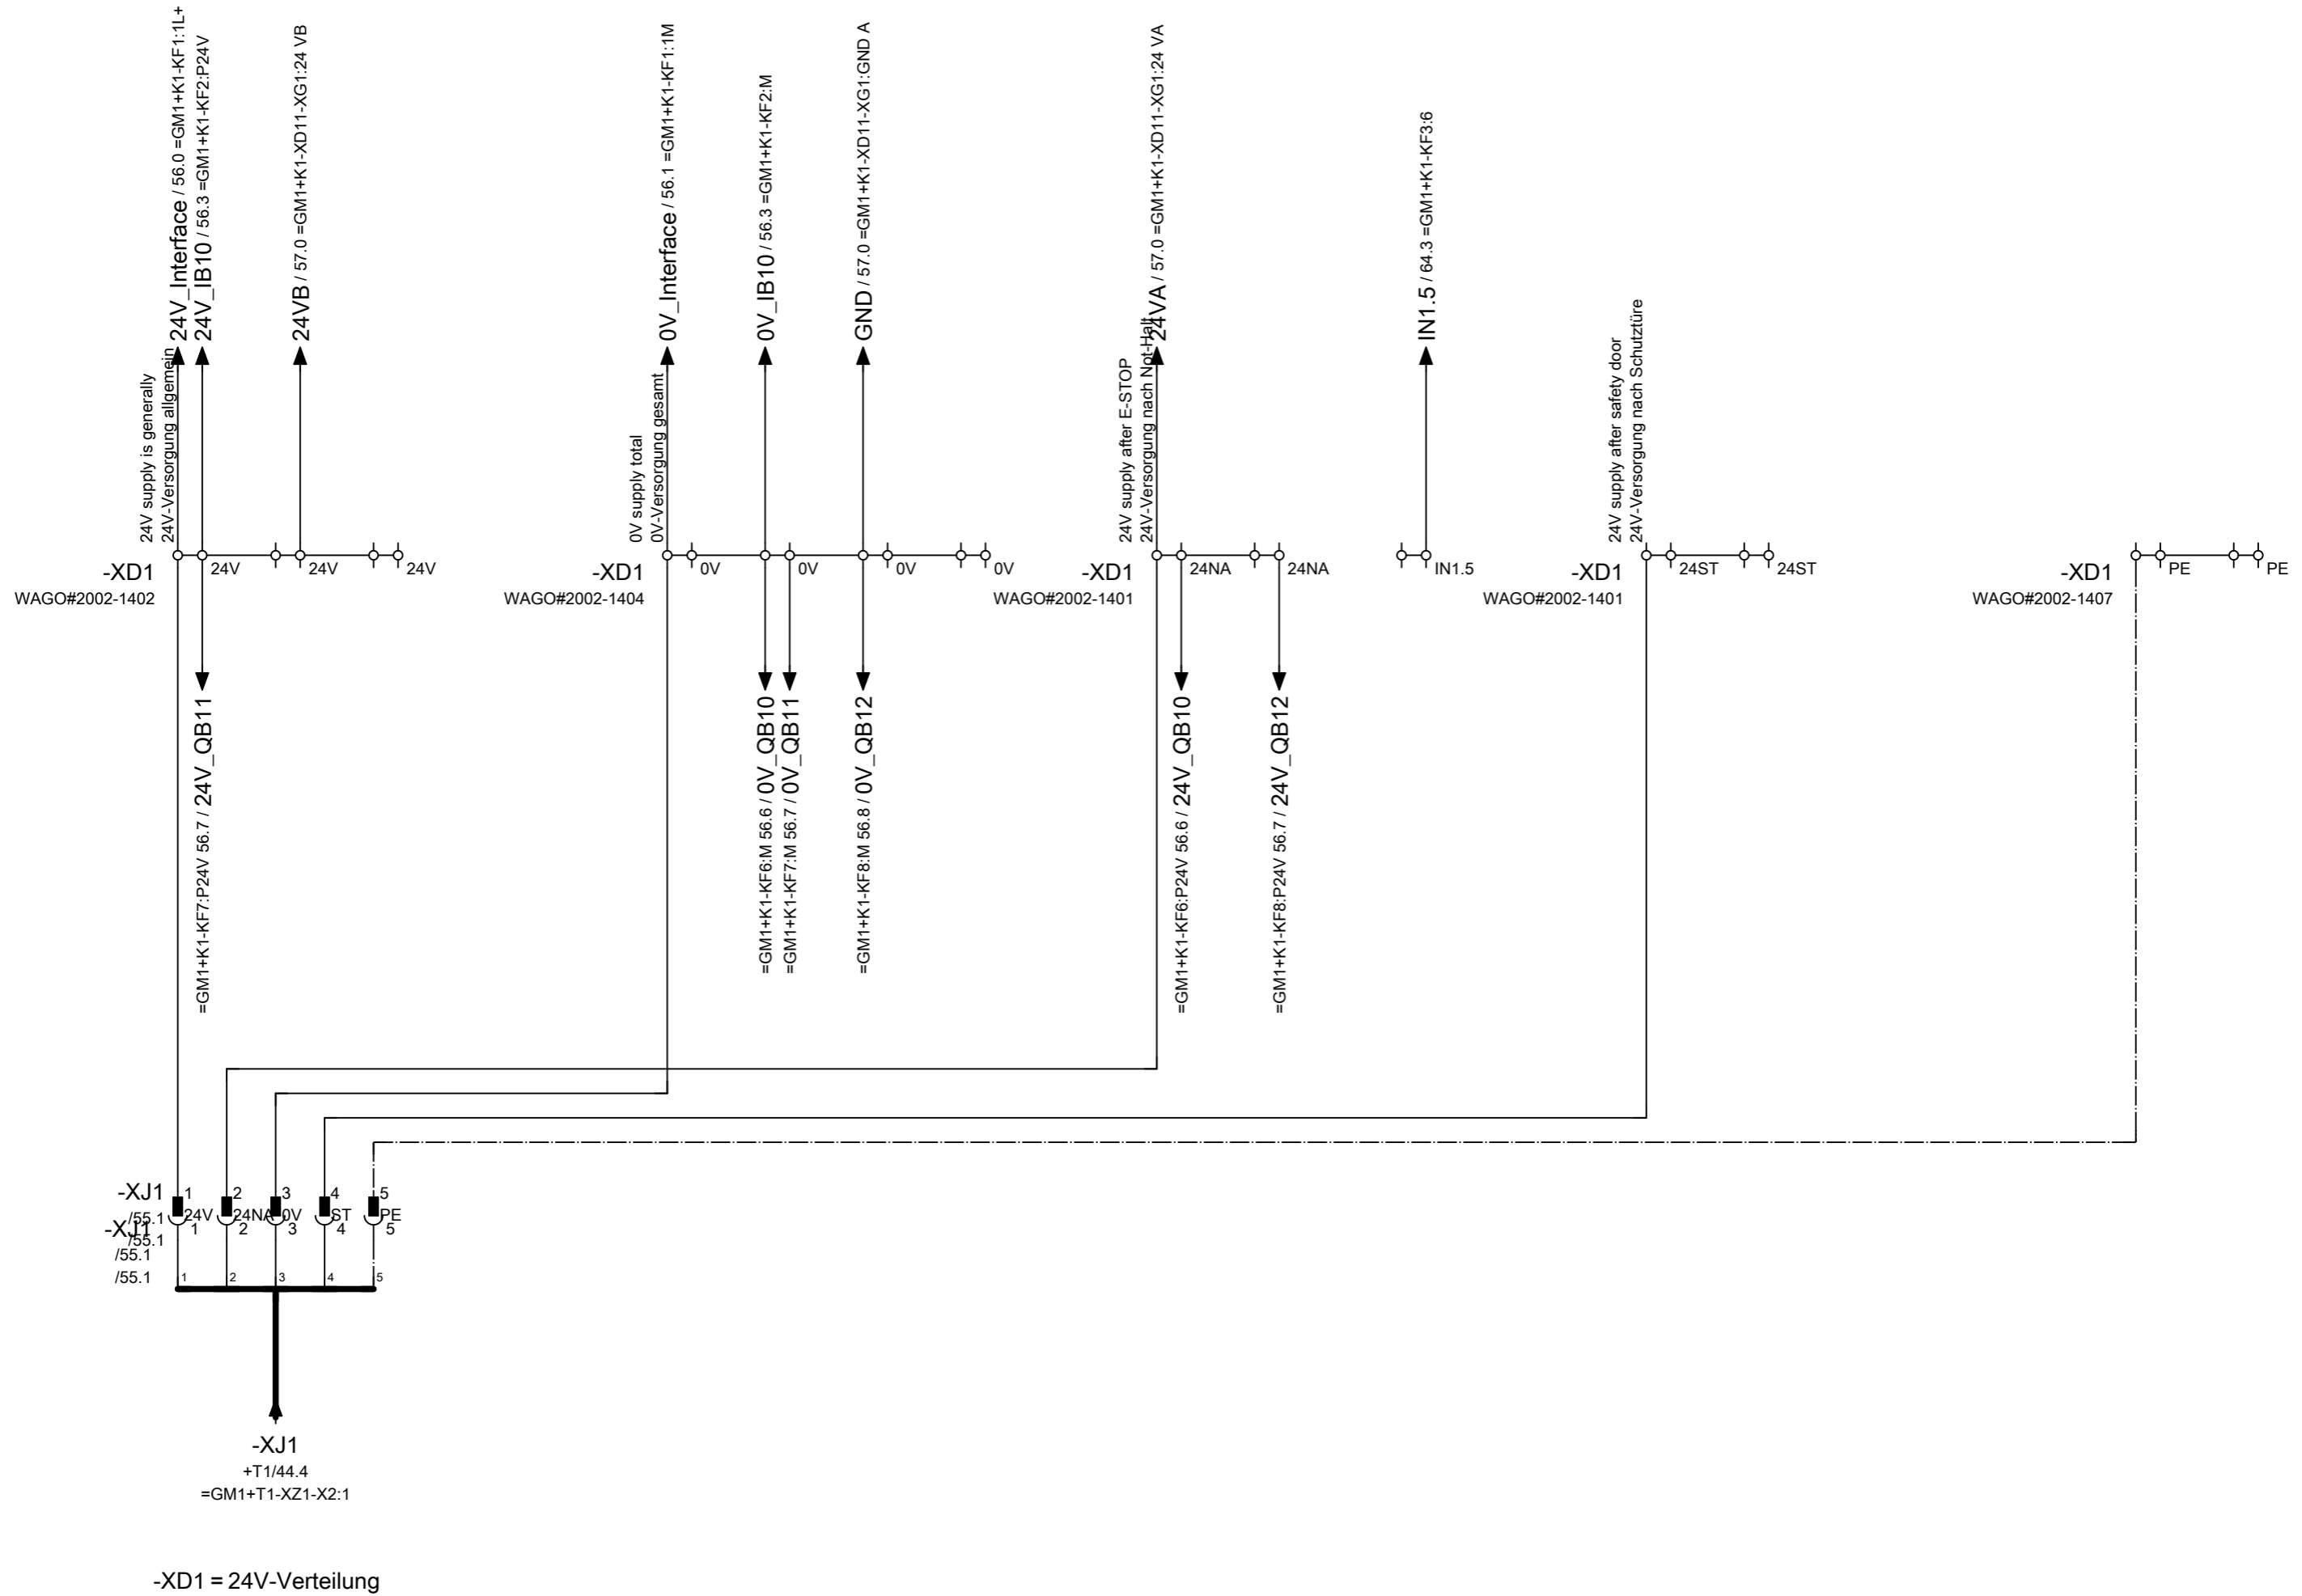 24V_Interface / 56.0 =GM1+K1-KF1:1L+
24V_IB10 / 56.3 =GM1+K1-KF2:P24V
24VB / 57.0 =GM1+K1-XD11-XG1:24 VB
0V_Interface / 56.1 =GM1+K1-KF1:1M
0V_IB10 / 56.3 =GM1+K1-KF2:M
GND / 57.0 =GM1+K1-XD11-XG1:GND A
24VA / 57.0 =GM1+K1-XD11-XG1:24 VA
IN1.5 / 64.3 =GM1+K1-KF3:6
24V supply is generally
24V-Versorgung allgemein
0V supply total
0V-Versorgung gesamt
24V supply after E-STOP
24V-Versorgung nach Not-Halt
24V supply after safety door
24V-Versorgung nach Schutztüre
-XD1
WAGO#2002-1402
24V
24V
24V
-XD1
WAGO#2002-1404
0V
0V
0V
0V
-XD1
WAGO#2002-1401
24NA
24NA
IN1.5
-XD1
WAGO#2002-1401
24ST
24ST
-XD1
WAGO#2002-1407
PE
PE
=GM1+K1-KF7:P24V 56.7 / 24V_QB11
=GM1+K1-KF6:M 56.6 / 0V_QB10
=GM1+K1-KF7:M 56.7 / 0V_QB11
=GM1+K1-KF8:M 56.8 / 0V_QB12
=GM1+K1-KF6:P24V 56.6 / 24V_QB10
=GM1+K1-KF8:P24V 56.7 / 24V_QB12
-XJ1 1 2 3 4 5
/55.1 24V 24NA 0V ST PE
-XJ1 1 2 3 4 5
/55.1
/55.1
/55.1 1 2 3 4 5
-XJ1
+T1/44.4
=GM1+T1-XZ1-X2:1
-XD1 = 24V-Verteilung